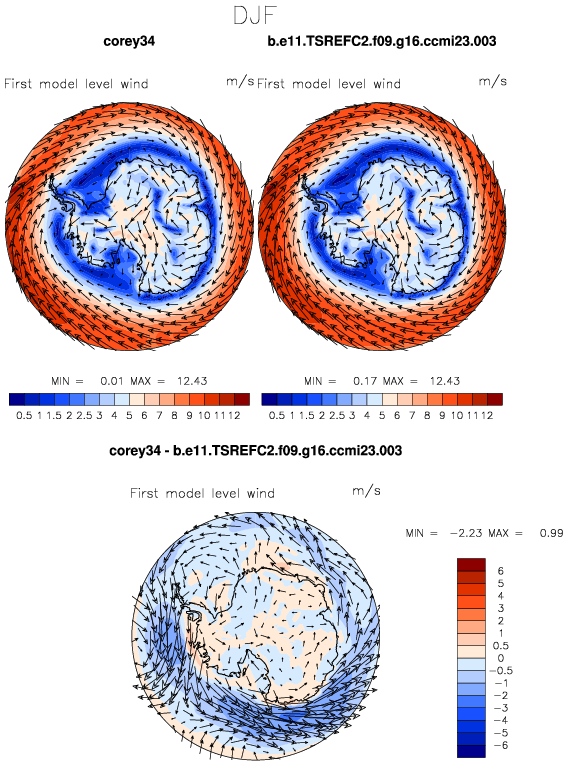 DJF
corey34 b.e11.TSREFC2.f09.g16.ccmi23.003
First model level wind m/s First model level wind m/s
MIN = 0.01 MAX = 12.43 MIN = 0.17 MAX = 12.43
0.5 1 1.5 2 2.5 3 4 5 6 7 8 9 10 11 12 0.5 1 1.5 2 2.5 3 4 5 6 7 8 9 10 11 12
corey34 - b.e11.TSREFC2.f09.g16.ccmi23.003
First model level wind m/s
MIN = -2.23 MAX = 0.99
6
5
4
3
2
1
0.5
0
-0.5
-1
-2
-3
-4
-5
-6